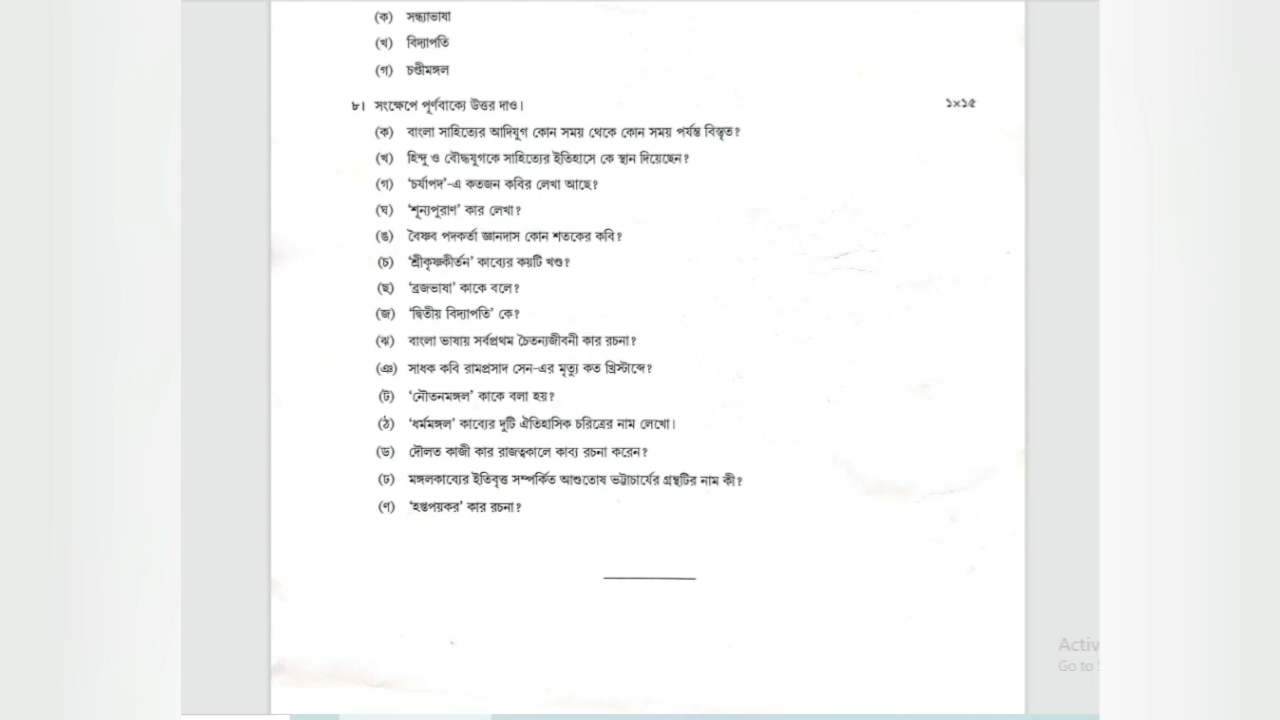 (ক) সন্ধ্যাভাষা
(খ) বিদ্যাপতি
(গ) চণ্ডীমঙ্গল
৮। সংক্ষেপে পূর্ণবাক্যে উত্তর দাও। ১×১৫
(ক) বাংলা সাহিত্যের আদিযুগ কোন সময় থেকে কোন সময় পর্যন্ত বিস্তৃত?
(খ) হিন্দু ও বৌদ্ধযুগকে সাহিত্যের ইতিহাসে কে স্থান দিয়েছেন?
(গ) 'চর্যাপদ'-এ কতজন কবির লেখা আছে?
(ঘ) 'শূন্যপুরাণ' কার লেখা?
(ঙ) বৈষ্ণব পদকর্তা জ্ঞানদাস কোন শতকের কবি?
(চ) 'শ্রীকৃষ্ণকীর্তন' কাব্যের কয়টি খণ্ড?
(ছ) 'ব্রজভাষা' কাকে বলে?
(জ) 'দ্বিতীয় বিদ্যাপতি' কে?
(ঝ) বাংলা ভাষায় সর্বপ্রথম চৈতন্যজীবনী কার রচনা?
(ঞ) সাধক কবি রামপ্রসাদ সেন-এর মৃত্যু কত খ্রিস্টাব্দে?
(ট) 'নৌতনমঙ্গল' কাকে বলা হয়?
(ঠ) 'ধর্মমঙ্গল' কাব্যের দুটি ঐতিহাসিক চরিত্রের নাম লেখো।
(ড) দৌলত কাজী কার রাজত্বকালে কাব্য রচনা করেন?
(ঢ) মঙ্গলকাব্যের ইতিবৃত্ত সম্পর্কিত আশুতোষ ভট্টাচার্যের গ্রন্থটির নাম কী?
(ণ) 'হপ্তপয়কর' কার রচনা?
Activ
Go to